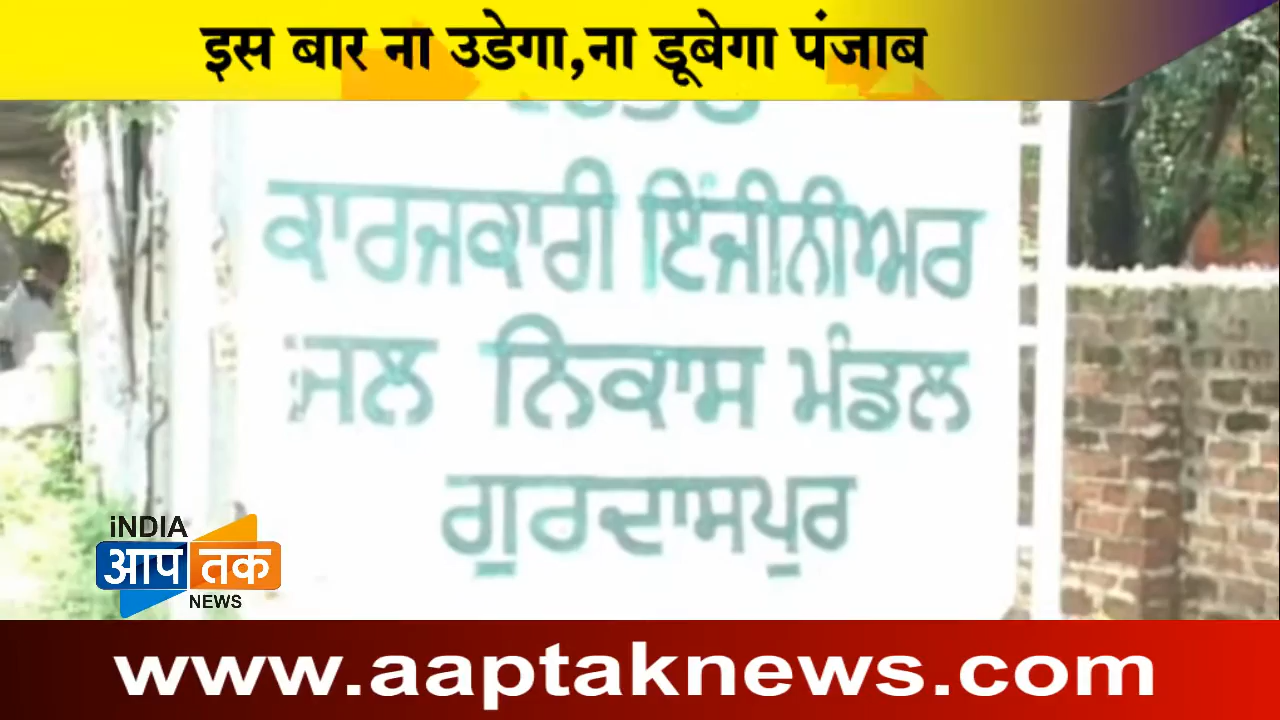 इस बार ना उडेगा,ना डूबेगा पंजाब
ਕਾਰਜਕਾਰੀ ਇੰਜੀਨੀਅਰ
ਜਲ ਨਿਕਾਸ ਮੰਡਲ
ਗੁਰਦਾਸਪੁਰ
iNDIA
आप तक
NEWS
www.aaptaknews.com